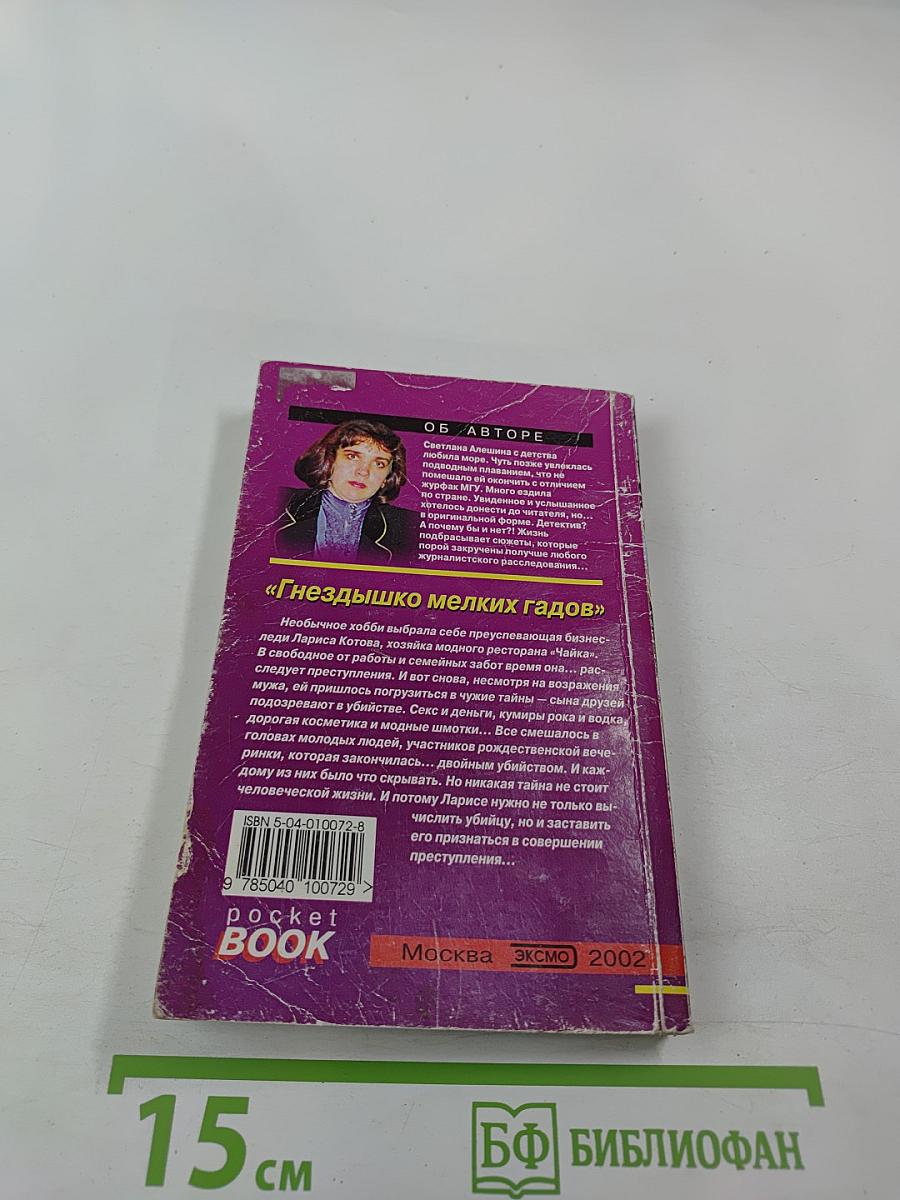 ОБ АВТОРЕ
Светлана Алешина с детства
любила море. Чуть позже увлеклась
подводным плаванием, что не
помешало ей окончить с отличием
журфак МГУ. Много ездила
по стране. Увиденное и услышанное
хотелось донести до читателя, но...
в оригинальной форме. Детектив?
А почему бы и нет?! Жизнь
подбрасывает сюжеты, которые
порой закручены получше любого
журналистского расследования...
«Гнездышко мелких гадов»
Необычное хобби выбрала себе преуспевающая бизнес-
леди Лариса Котова, хозяйка модного ресторана «Чайка».
В свободное от работы и семейных забот время она... рас-
следует преступления. И вот снова, несмотря на возражения
мужа, ей пришлось погрузиться в чужие тайны — сына друзей
подозревают в убийстве. Секс и деньги, кумиры рока и водка,
дорогая косметика и модные шмотки... Все смешалось в
головах молодых людей, участников рождественской вече-
ринки, которая закончилась... двойным убийством. И каж-
дому из них было что скрывать. Но никакая тайна не стоит
человеческой жизни. И потому Ларисе нужно не только вы-
числить убийцу, но и заставить
его признаться в совершении
преступления...
ISBN 5-04-010072-8
9 785040 100729 >
pocket
BOOK
Москва ЭКСМО 2002
15 см
БФ БИБЛИОФАН